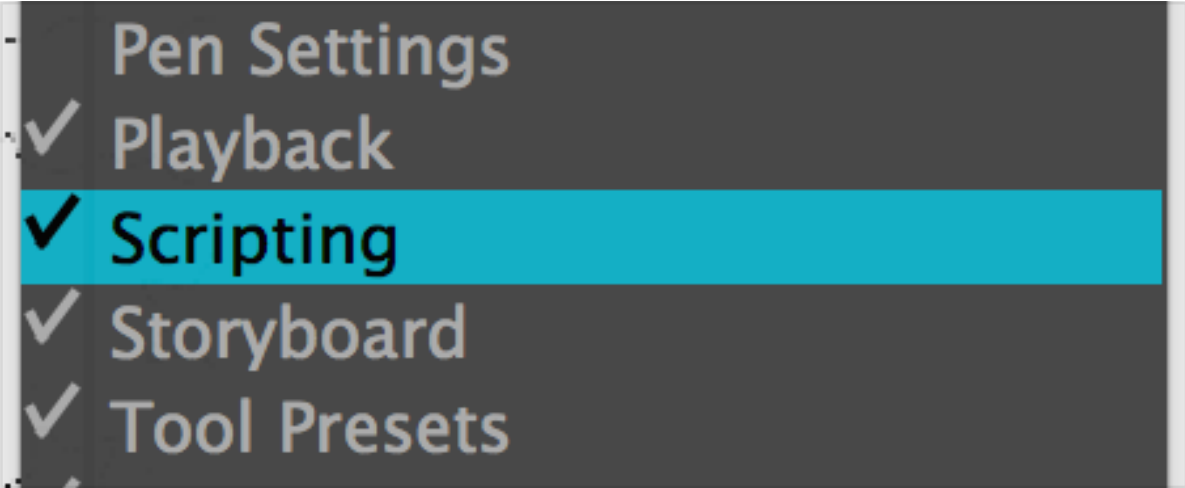 Pen Settings
Playback
Scripting
Storyboard
Tool Presets